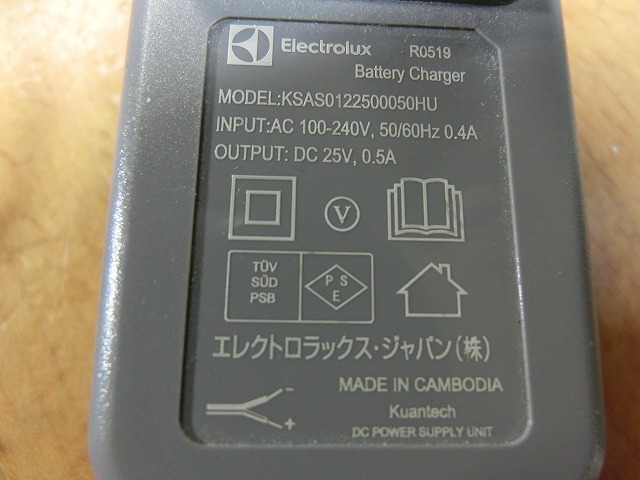 Electrolux R0519
Battery Charger
MODEL:KSAS0122500050HU
INPUT:AC 100-240V, 50/60Hz 0.4A
OUTPUT: DC 25V, 0.5A
V
TÜV
SÜD
PSB
P S
E
エレクトロラックス・ジャパン(株)
MADE IN CAMBODIA
Kuantech
DC POWER SUPPLY UNIT
-
+